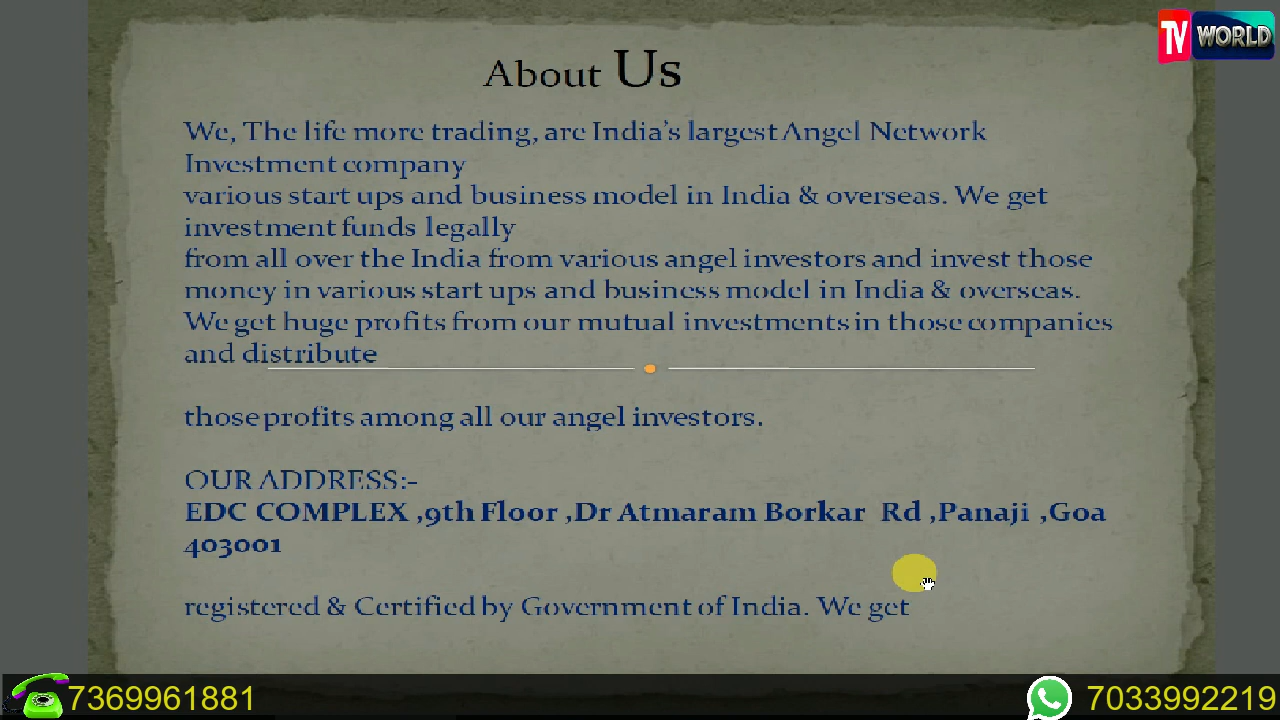 TV WORLD
About Us
We, The life more trading, are India's largest Angel Network
Investment company
various start ups and business model in India & overseas. We get
investment funds legally
from all over the India from various angel investors and invest those
money in various start ups and business model in India & overseas.
We get huge profits from our mutual investments in those companies
and distribute
those profits among all our angel investors.
OUR ADDRESS:-
EDC COMPLEX ,9th Floor ,Dr Atmaram Borkar Rd ,Panaji ,Goa
403001
registered & Certified by Government of India. We get
7369961881
7033992219